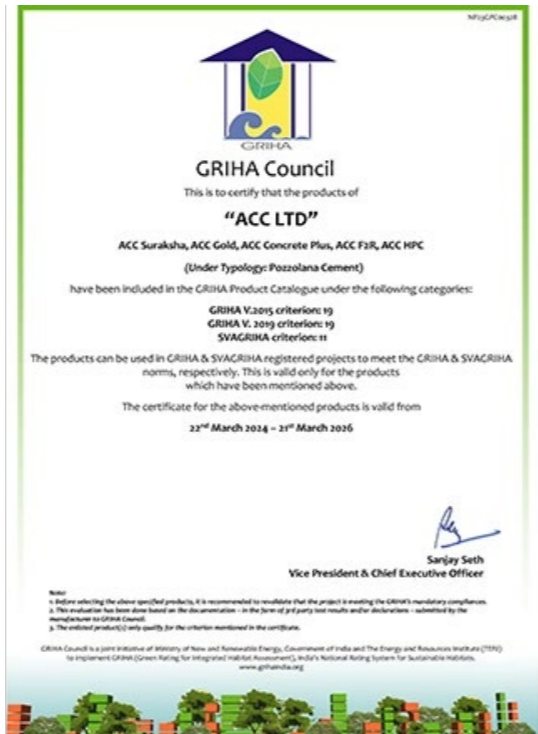 NP23GPC00328
GRIHA
GRIHA Council
This is to certify that the products of
“ACC LTD”
ACC Suraksha, ACC Gold, ACC Concrete Plus, ACC F2R, ACC HPC
(Under Typology: Pozzolana Cement)
have been included in the GRIHA Product Catalogue under the following categories:
GRIHA V.2015 criterion: 19
GRIHA V. 2019 criterion: 19
SVAGRIHA criterion: 11
The products can be used in GRIHA & SVAGRIHA registered projects to meet the GRIHA & SVAGRIHA
norms, respectively. This is valid only for the products
which have been mentioned above.
The certificate for the above-mentioned products is valid from
22nd March 2024 – 21st March 2026
Sanjay Seth
Vice President & Chief Executive Officer
Note:
1. Before selecting the above specified products, it is recommended to revalidate that the project is meeting the GRIHA's mandatory compliances.
2. This evaluation has been done based on the documentation – in the form of 3rd party test results and/or declarations – submitted by the
manufacturer to GRIHA Council.
3. The enlisted product(s) only qualify for the criterion mentioned in the certificate.
GRIHA Council is a joint initiative of Ministry of New and Renewable Energy, Government of India and The Energy and Resources Institute (TERI)
to implement GRIHA (Green Rating for Integrated Habitat Assessment), India's National Rating System for Sustainable Habitats.
www.grihaindia.org